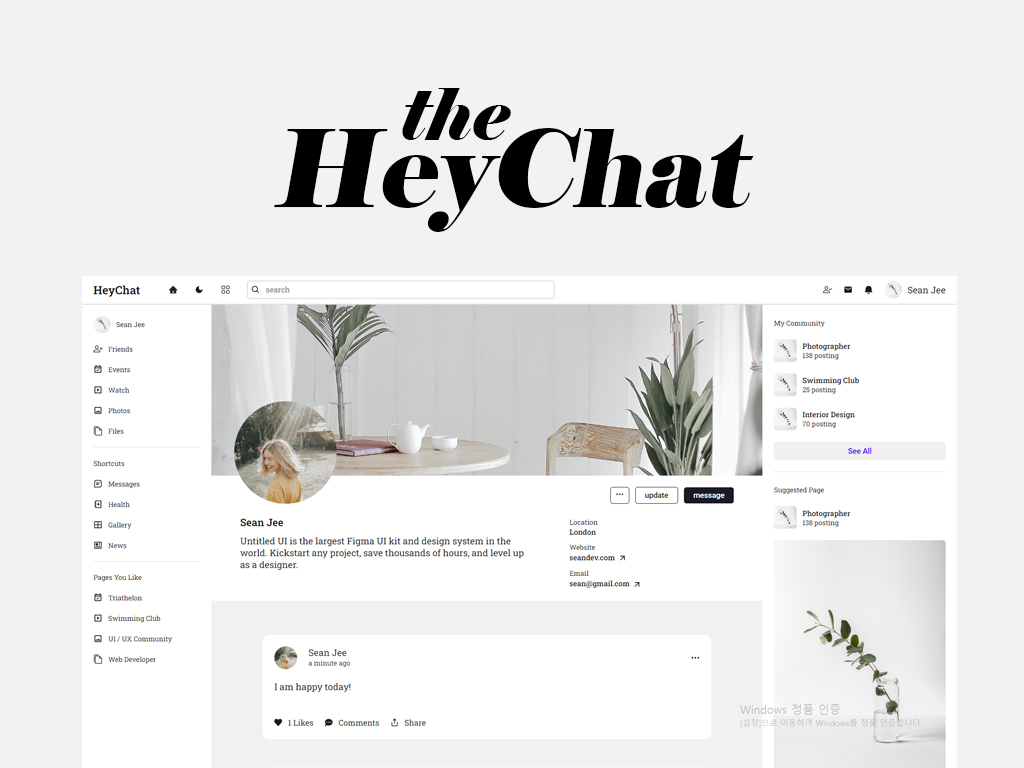 the
HeyChat
HeyChat
search
Sean Jee
Sean Jee
Friends
Events
Watch
Photos
Files
Shortcuts
Messages
Health
Gallery
News
Pages You Like
Triathelon
Swimming Club
UI / UX Community
Web Developer
update
message
Sean Jee
Untitled UI is the largest Figma UI kit and design system in the
world. Kickstart any project, save thousands of hours, and level up
as a designer.
Location
London
Website
seandev.com
Email
sean@gmail.com
Sean Jee
a minute ago
I am happy today!
1 Likes
Comments
Share
My Community
Photographer
138 posting
Swimming Club
25 posting
Interior Design
70 posting
See All
Suggested Page
Photographer
138 posting
Windows 정품 인증
[설정]으로 이동하여 Windows를 정품 인증합니다.